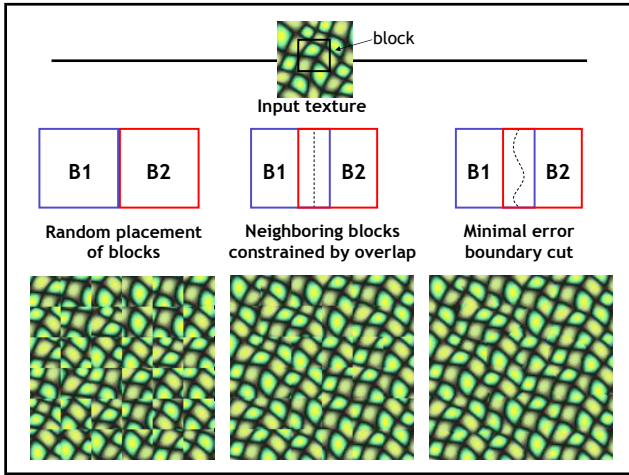 block
Input texture
B1
B2
B1
B2
B1
B2
Random placement
of blocks
Neighboring blocks
constrained by overlap
Minimal error
boundary cut